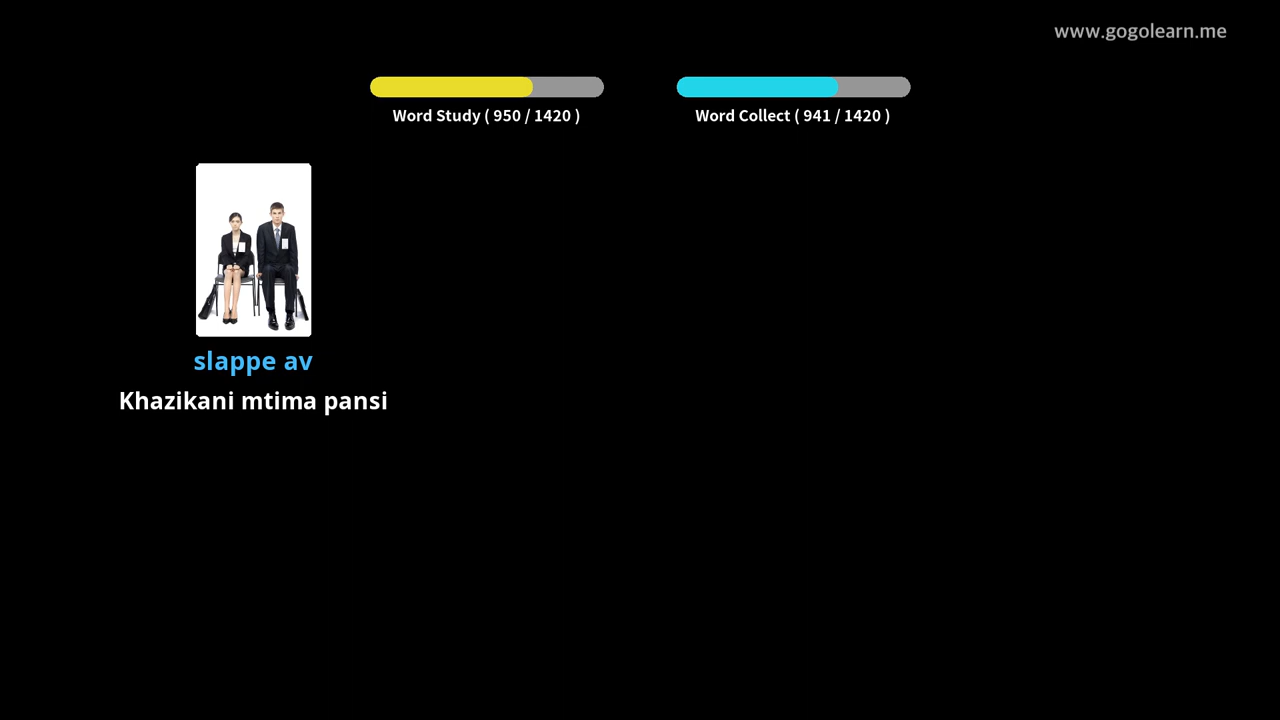 www.gogolearn.me
Word Study ( 950 / 1420 )
Word Collect ( 941 / 1420 )
slappe av
Khazikani mtima pansi